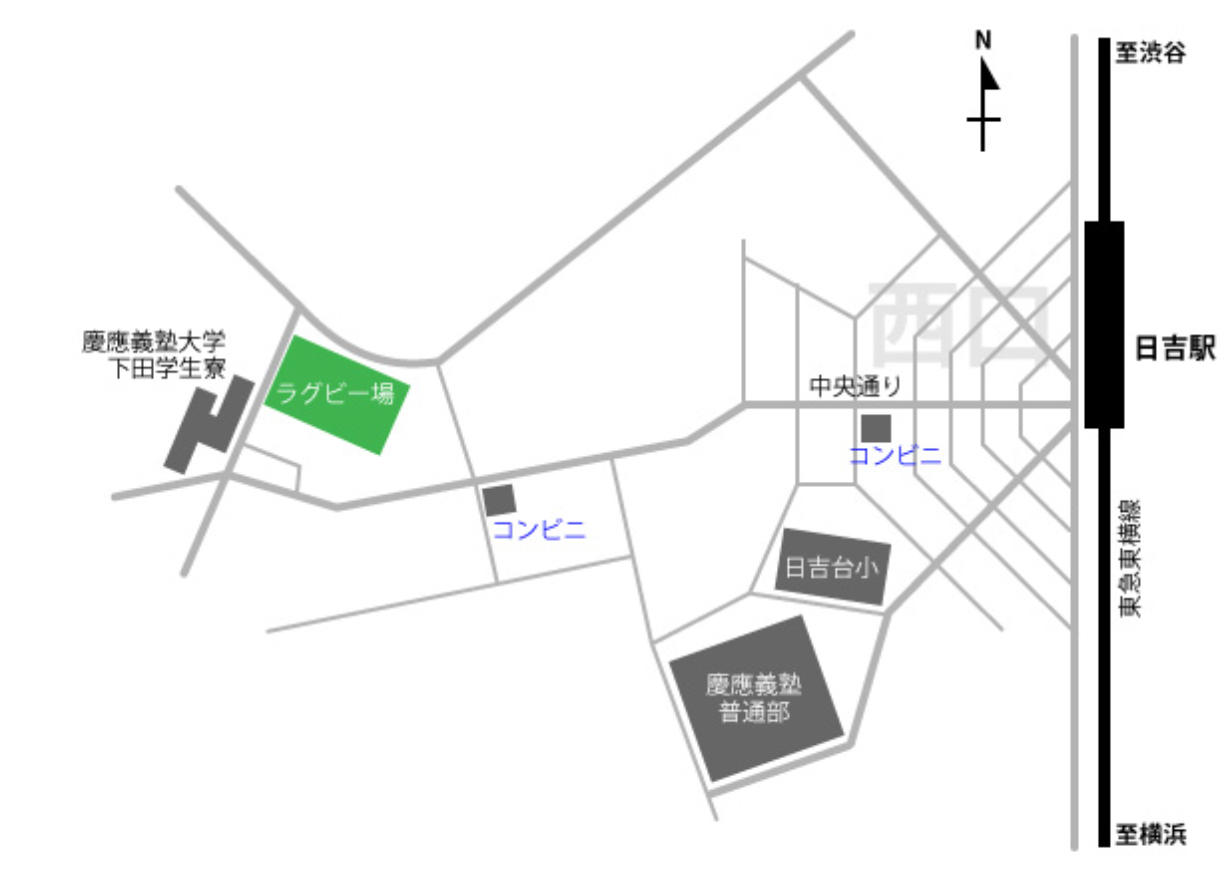 N
至渋谷
西口
日吉駅
慶應義塾大学
下田学生寮
ラグビー場
中央通り
コンビニ
コンビニ
日吉台小
東急東横線
慶應義塾
普通部
至横浜